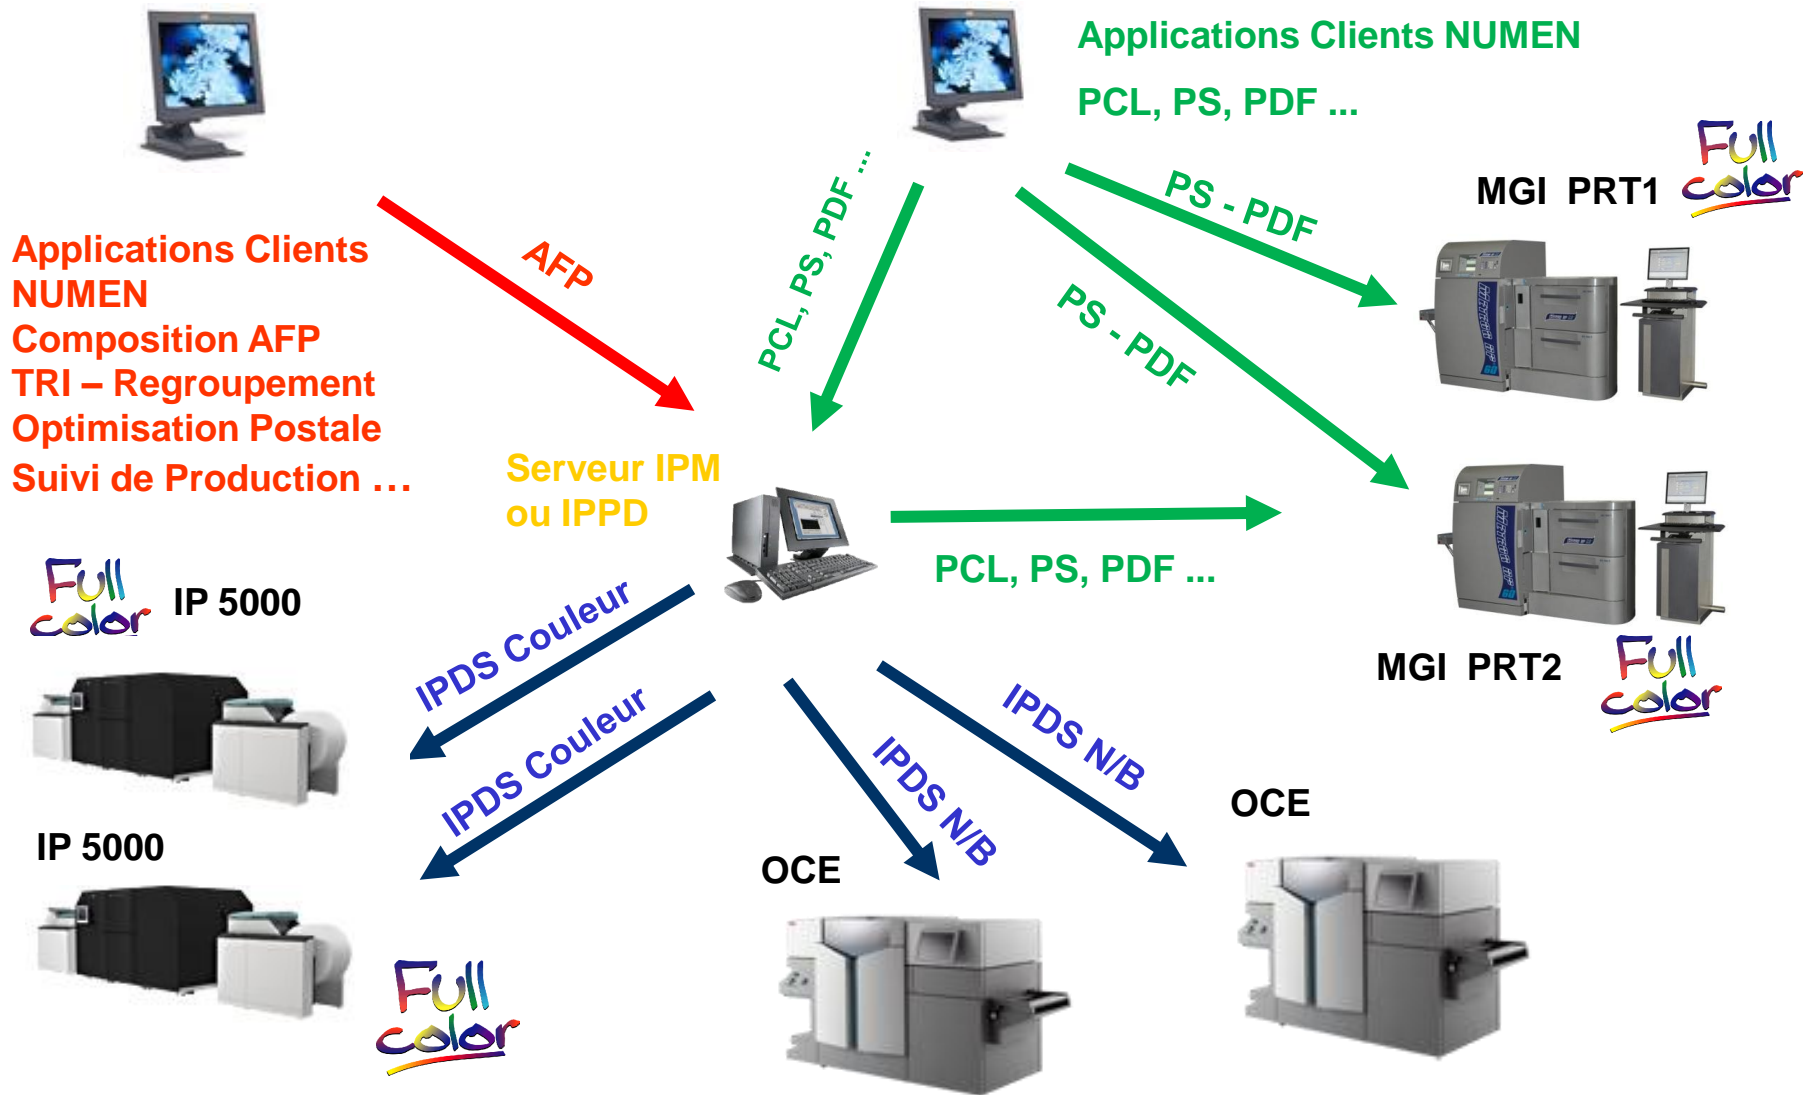 Applications Clients NUMEN
PCL, PS, PDF ...
Full
color
MGI PRT1
PS - PDF
PCL, PS, PDF ...
AFP
PS - PDF
Applications Clients
NUMEN
Composition AFP
TRI – Regroupement
Optimisation Postale
Suivi de Production …
Serveur IPM
ou IPPD
PCL, PS, PDF ...
Full
color
IP 5000
IPDS Couleur
MGI PRT2
Full
color
IPDS Couleur
IPDS N/B
IPDS N/B
OCE
IP 5000
OCE
Full
color